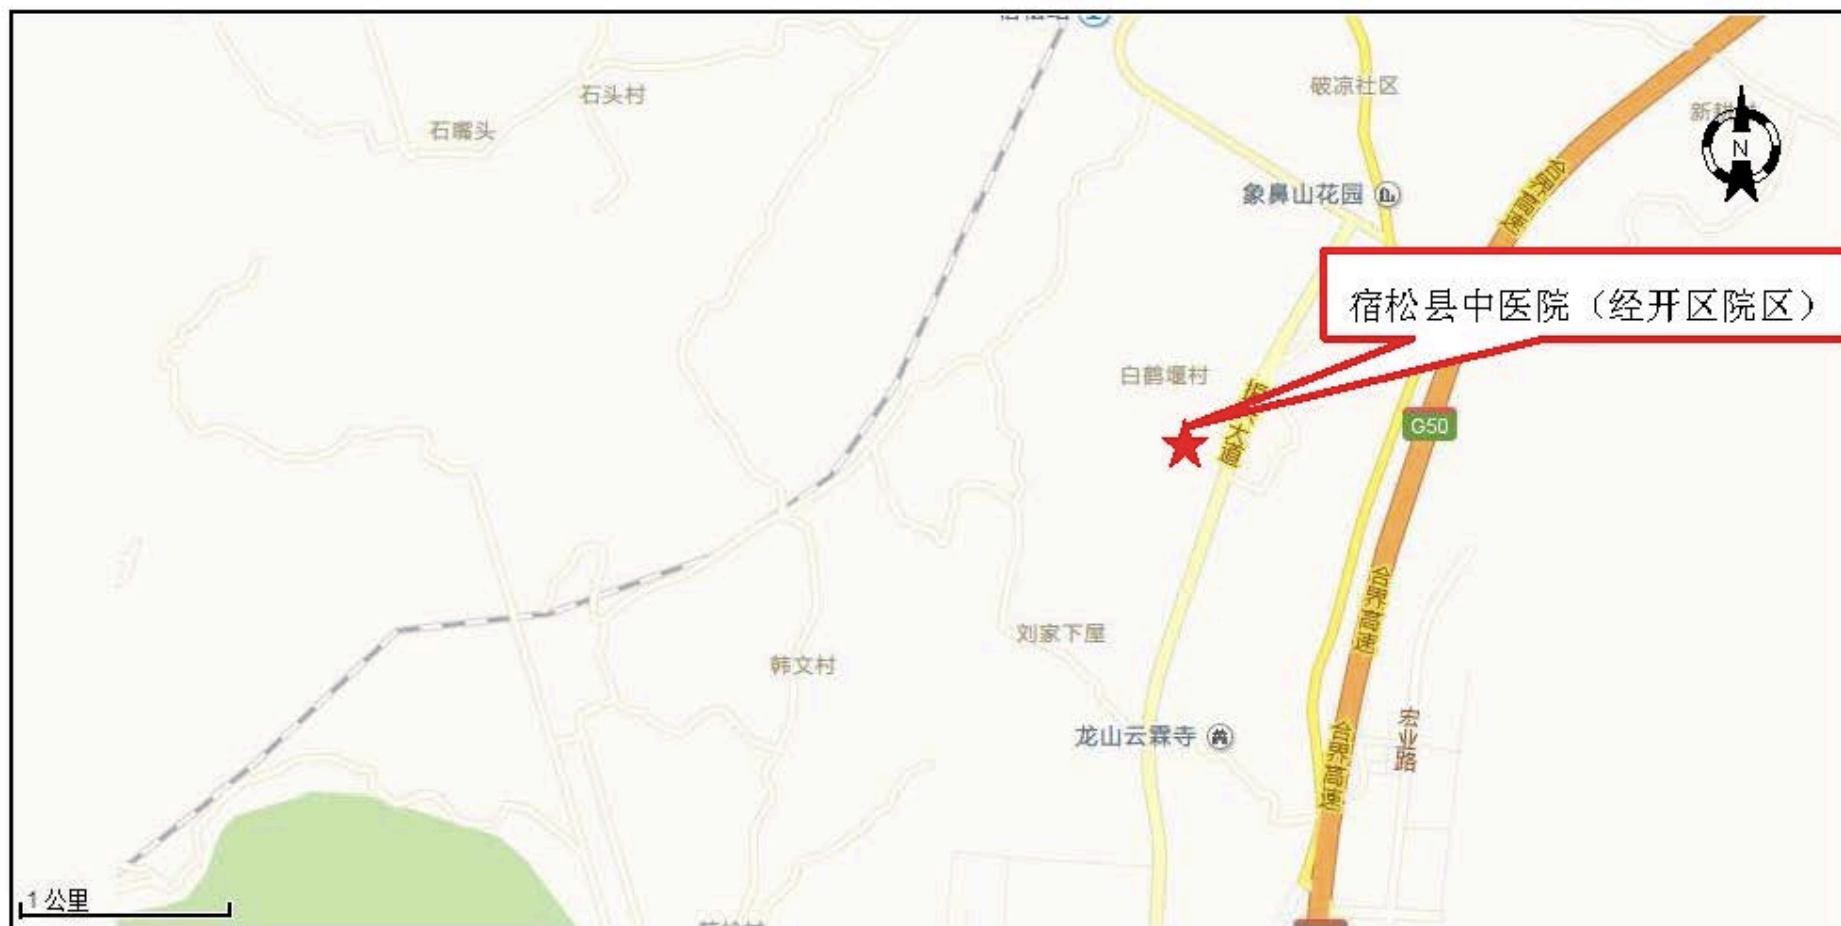 破凉社区
石头村
石嘴头
N
象鼻山花园
合界高速
宿松县中医院（经开区院区）
白鹤堰村
大道
G50
合界高速
刘家下屋
韩文村
龙山云霖寺
宏业路
合界高速
1 公里